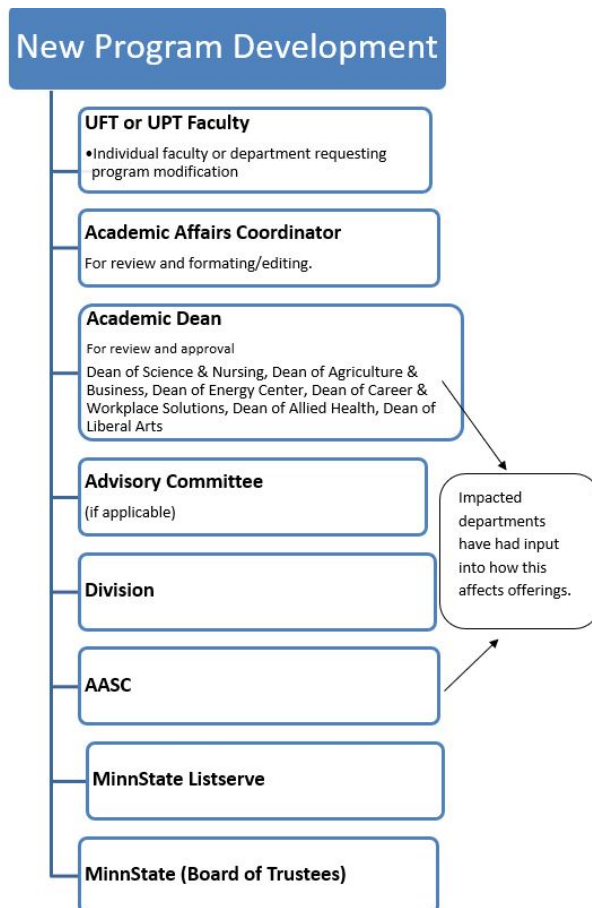 New Program Development
UFT or UPT Faculty
•Individual faculty or department requesting
program modification
Academic Affairs Coordinator
For review and formating/editing.
Academic Dean
For review and approval
Dean of Science & Nursing, Dean of Agriculture &
Business, Dean of Energy Center, Dean of Career &
Workplace Solutions, Dean of Allied Health, Dean of
Liberal Arts
Advisory Committee
(if applicable)
Impacted
departments
have had input
into how this
affects offerings.
Division
AASC
MinnState Listserve
MinnState (Board of Trustees)